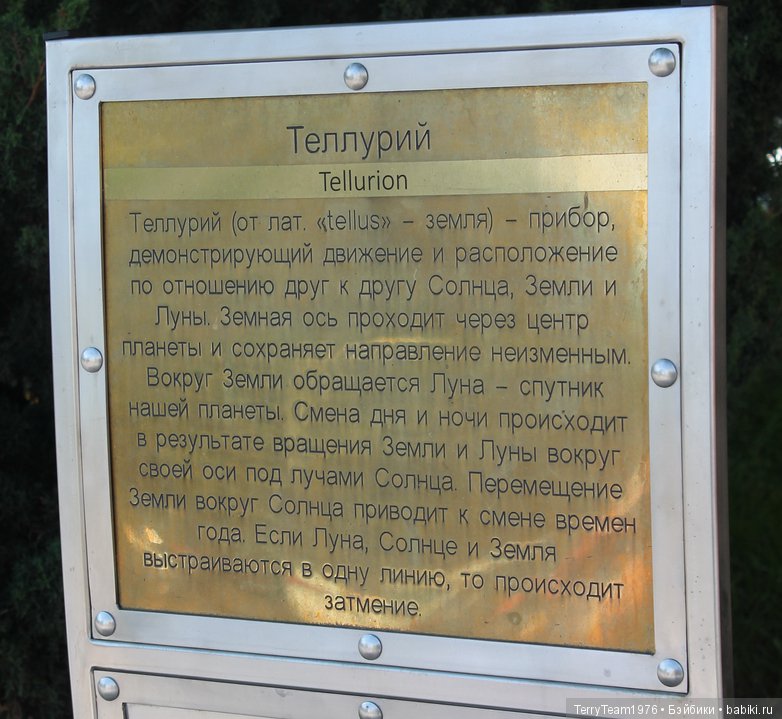 Теллурий
Tellurion
Теллурий (от лат. «tellus» – земля) – прибор,
демонстрирующий движение и расположение
по отношению друг к другу Солнца, Земли и
Луны. Земная ось проходит через центр
планеты и сохраняет направление неизменным.
Вокруг Земли обращается Луна – спутник
нашей планеты. Смена дня и ночи происходит
в результате вращения Земли и Луны вокруг
своей оси под лучами Солнца. Перемещение
Земли вокруг Солнца приводит к смене времен
года. Если Луна, Солнце и Земля
выстраиваются в одну линию, то происходит
затмение.
TerryTeam1976 • Бэйбики • babiki.ru